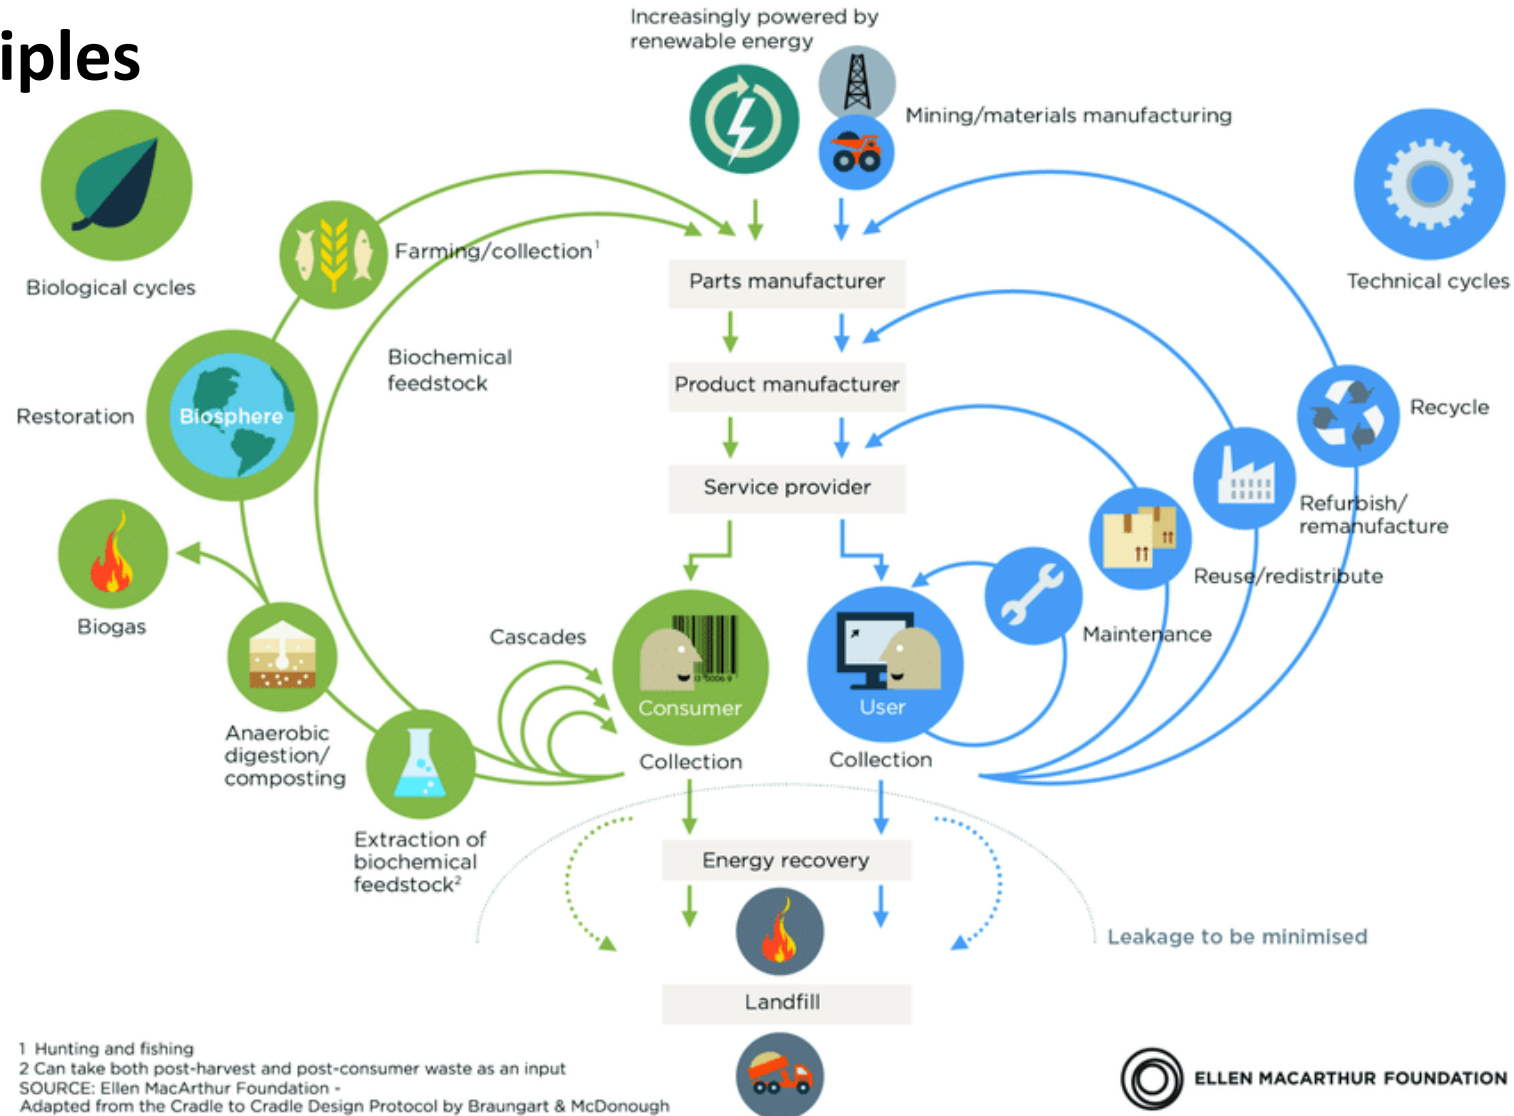 iples
Increasingly powered by
renewable energy
Mining/materials manufacturing
Biological cycles
Technical cycles
Farming/collection¹
Parts manufacturer
Biochemical
feedstock
Product manufacturer
Restoration
Biosphere
Recycle
Service provider
Refurbish/
remanufacture
Reuse/redistribute
Biogas
Cascades
Maintenance
Consumer
User
Anaerobic
digestion/
composting
Collection
Collection
Extraction of
biochemical
feedstock²
Energy recovery
Leakage to be minimised
Landfill
1 Hunting and fishing
2 Can take both post-harvest and post-consumer waste as an input
SOURCE: Ellen MacArthur Foundation -
Adapted from the Cradle to Cradle Design Protocol by Braungart & McDonough
ELLEN MACARTHUR FOUNDATION